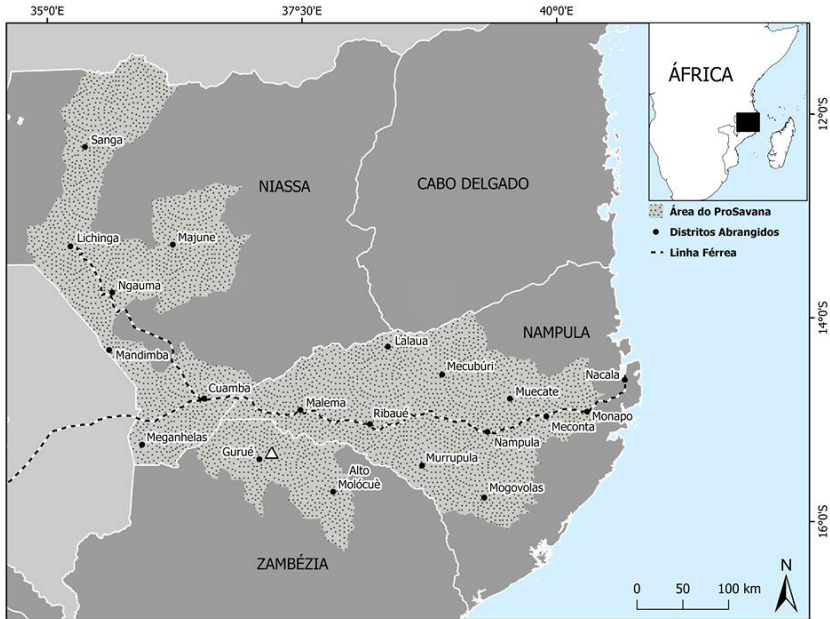 35°0'E
37°30'E
40°0'E
12°S
14°0'S
16°0'S
ÁFRICA
Área do ProSavana
Distritos Abrangidos
Linha Férrea
Sanga
NIASSA
CABO DELGADO
Lichinga
Majune
Ngauma
NAMPULA
Lalaua
Mandimba
Mecubúri
Nacala
Cuamba
Malema
Muecate
Ribauè
Monapo
Meconta
Meganhelas
Nampula
Gurué
Murrupula
Alto
Molócuè
Mogovolas
ZAMBÉZIA
N
0 50 100 km